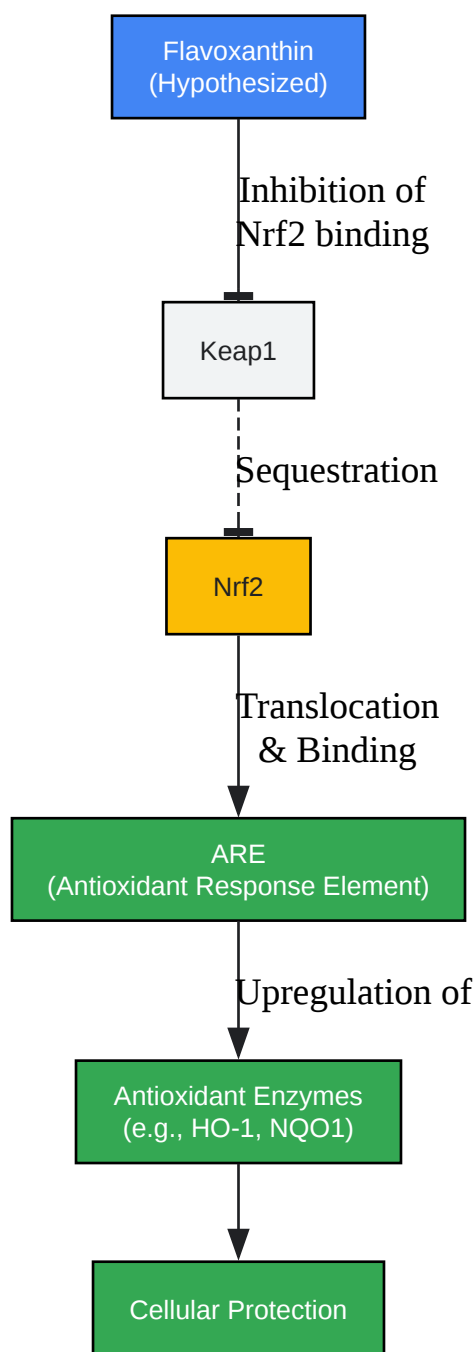 Flavoxanthin
(Hypothesized)
Inhibition of
Nrf2 binding
Keap1
Sequestration
Nrf2
Translocation
& Binding
ARE
(Antioxidant Response Element)
Upregulation of
Antioxidant Enzymes
(e.g., HO-1, NQO1)
Cellular Protection